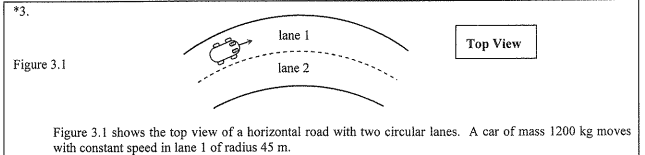 *3.
lane 1
Top View
Figure 3.1
lane 2
Figure 3.1 shows the top view of a horizontal road with two circular lanes. A car of mass 1200 kg moves
with constant speed in lane 1 of radius 45 m.